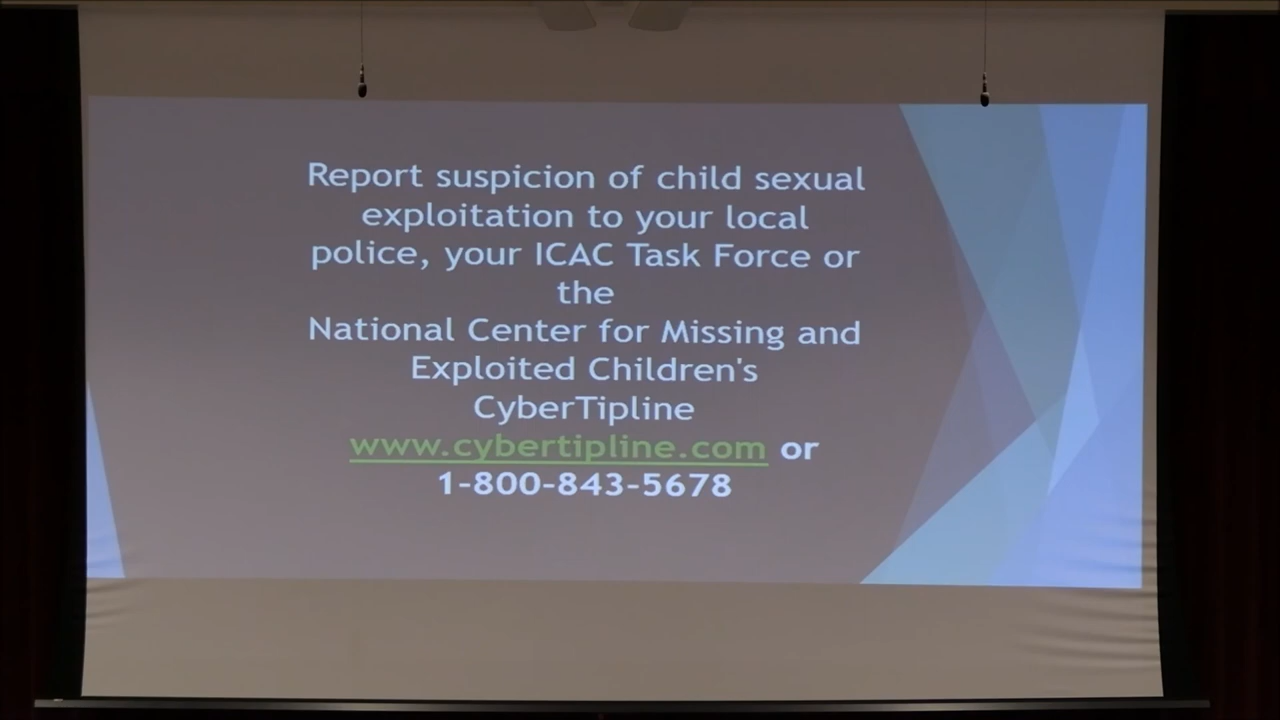 Report suspicion of child sexual
exploitation to your local
police, your ICAC Task Force or
the
National Center for Missing and
Exploited Children's
CyberTipline
www.cybertipline.com or
1-800-843-5678